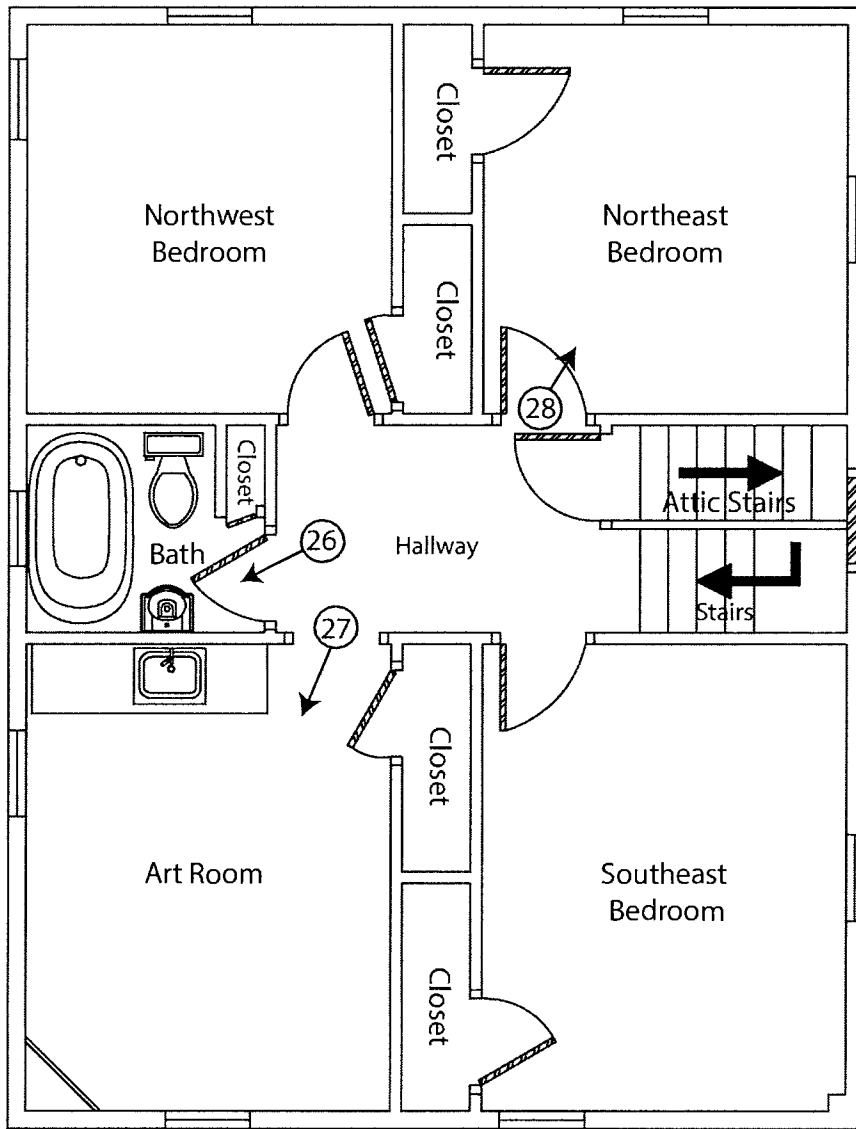 Closet
Northwest
Bedroom
Northeast
Bedroom
Closet
28
Closet
Attic Stairs
Bath
26
Hallway
Stairs
27
Closet
Art Room
Southeast
Bedroom
Closet